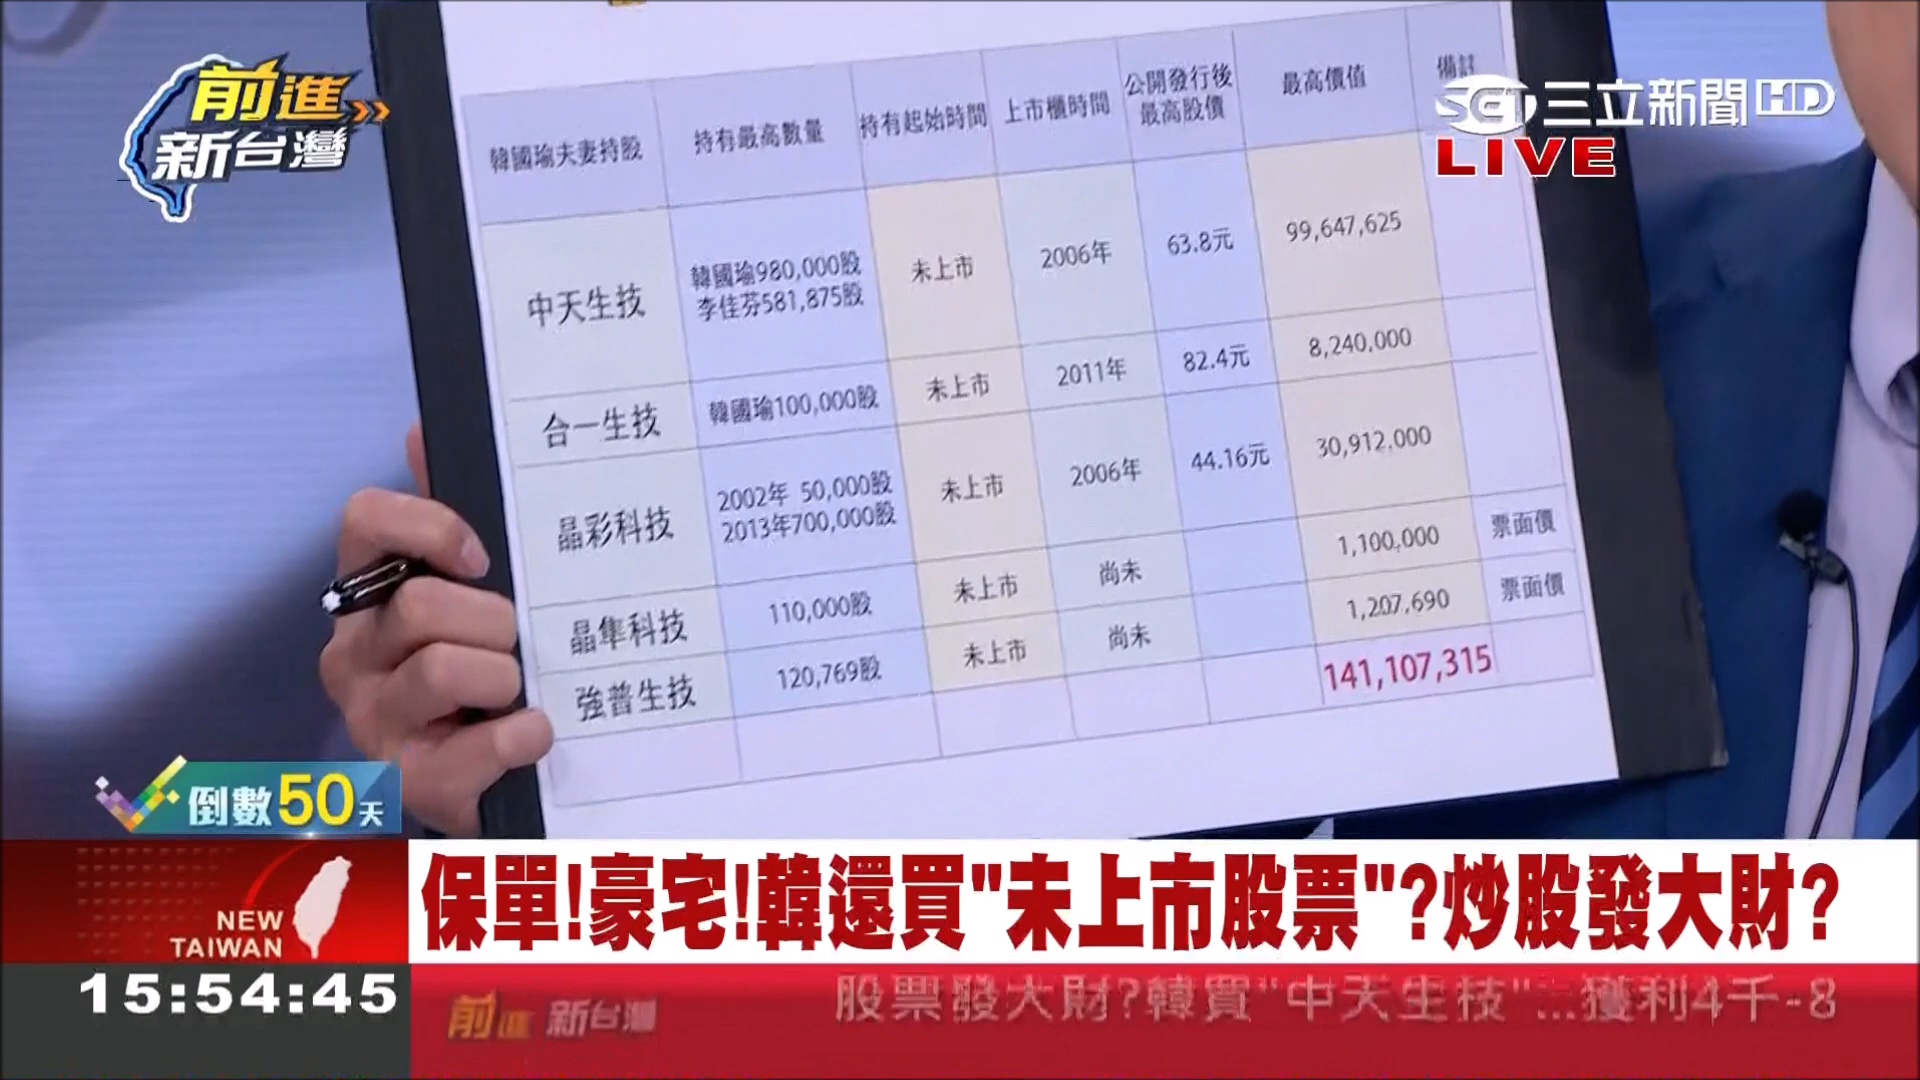 前進
新台灣
三立新聞HD
LIVE
韓國瑜夫妻持股
持有最高數量
持有起始時間
上市櫃時間
公開發行後
最高股價
最高價值
備註
中天生技
韓國瑜980,000股
李佳芬581,875股
未上市
2006年
63.8元
99,647,625
合一生技
韓國瑜100,000股
未上市
2011年
82.4元
8,240,000
晶彩科技
2002年 50,000股
2013年700,000股
未上市
2006年
44.16元
30,912,000
晶隼科技
110,000股
未上市
尚未
1,100,000
票面價
強普生技
120,769股
未上市
尚未
1,207,690
票面價
141,107,315
倒數50天
NEW
TAIWAN
保單!豪宅!韓還買"未上市股票"?炒股發大財?
15:54:45
前進 新台灣
股票發大財?韓買"中天生技"...獲利4千-8